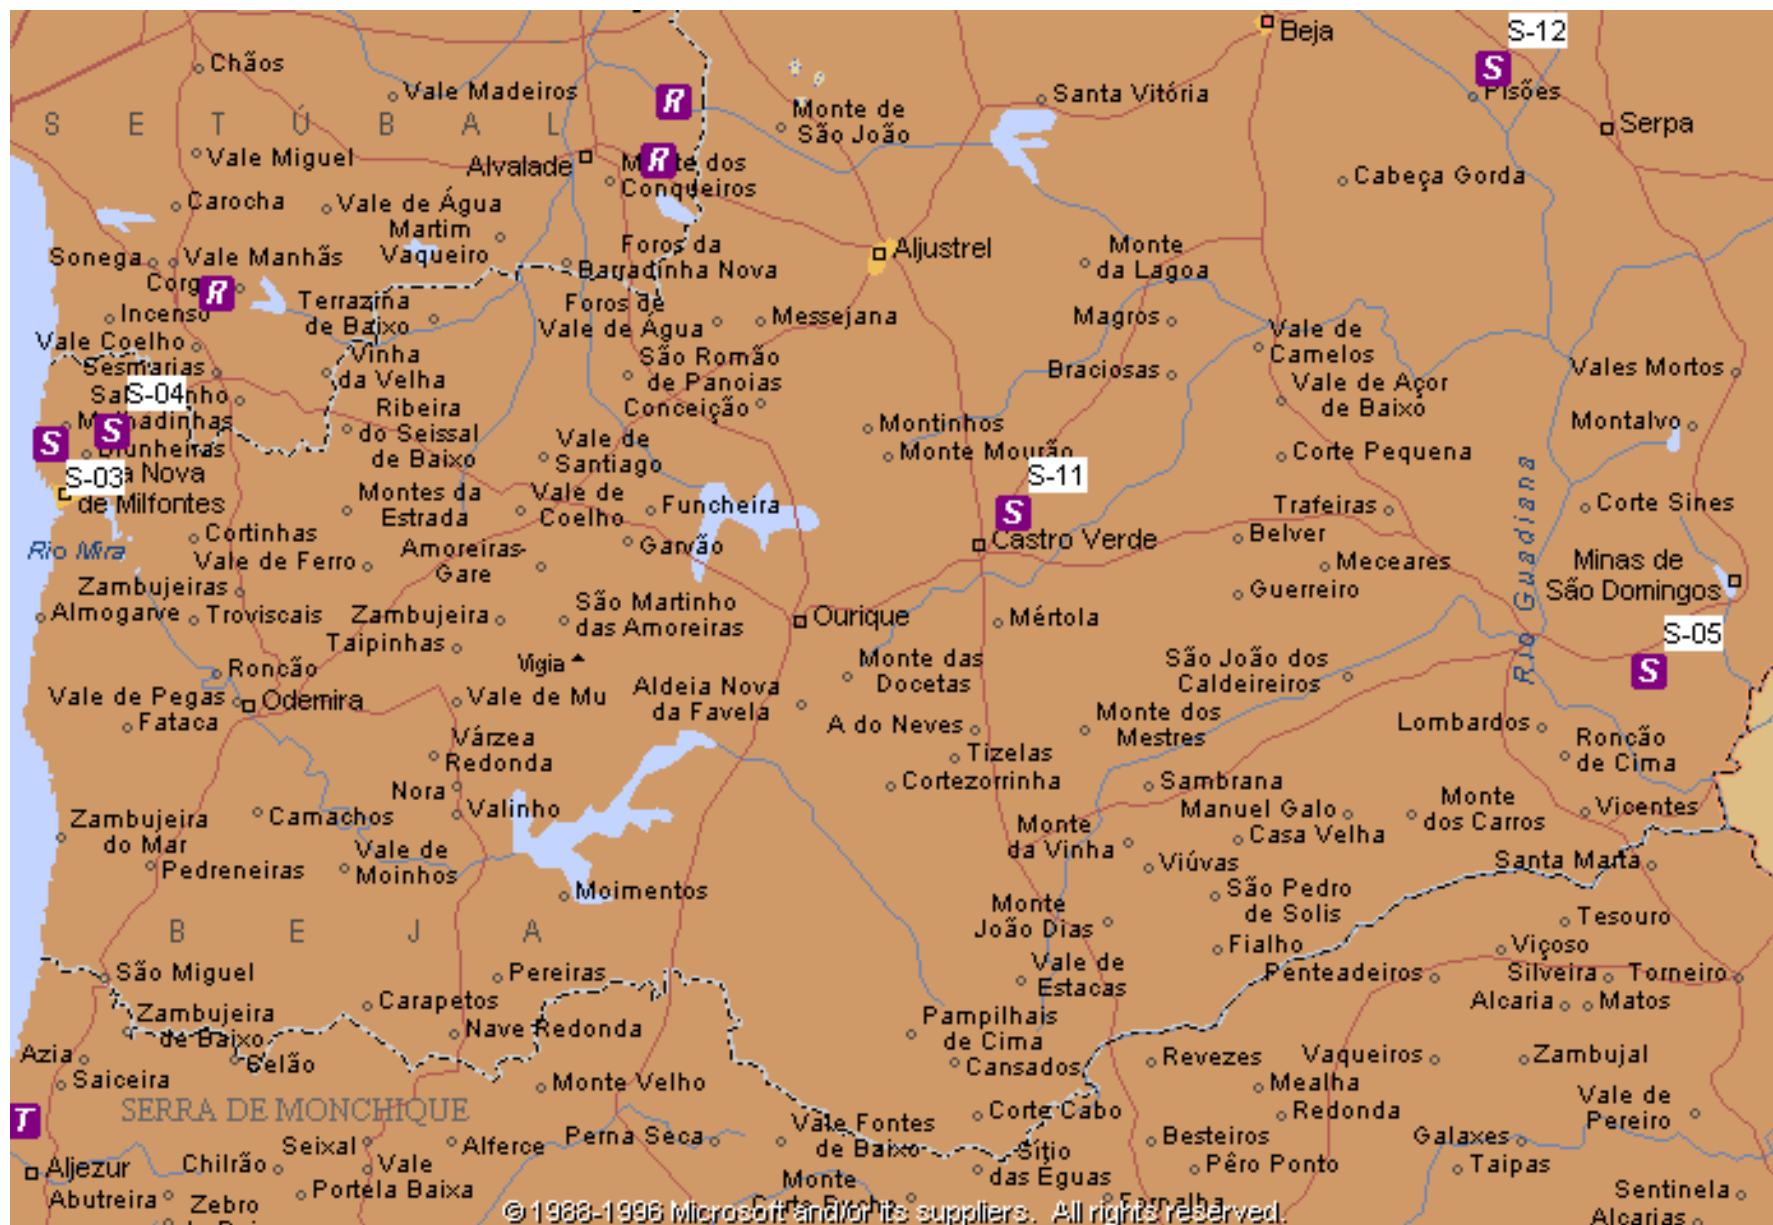 S-12
Beja
Chãos
Vale Madeiros
Santa Vitória
Pisões
S E T Ú B A L
Monte de
São João
Serpa
Vale Miguel
Alvalade
dos
Conqueiros
Cabeça Gorda
Carocha
Vale de Água
Martim
Vaqueiro
Foros da
Barradinha Nova
Aljustrel
Monte
da Lagoa
Sonega
Vale Manhãs
R
R
R
Incenso
Terrazina
de Baixo
Foros de
Vale de Água
Messejana
Magros
Vale de
Camelos
Vale Coelho
Sesmarias
Vinha
da Velha
São Romão
de Panoias
Braciosas
Vale de Açor
de Baixo
Vales Mortos
S-04
Ribeira
do Seissal
de Baixo
Conceição
Montinhos
Monte Mourão
Montalvo
S
S
Vale de
Santiago
Corte Pequena
S-03
a Nova
de Milfontes
S-11
S
Montes da
Estrada
Vale de
Coelho
Funcheira
Trafeiras
Corte Sines
Rio Guadiana
Rio Mira
Cortinhas
Vale de Ferro
Amoreiras-
Gare
Garvão
Castro Verde
Belver
Meceares
Minas de
São Domingos
Zambujeiras
Guerreiro
Almograve
Troviscais
Zambujeira
São Martinho
das Amoreiras
Ourique
Mértola
S-05
S
Taipinhas
Vigia
Roncão
Monte das
Docetas
São João dos
Caldeireiros
Vale de Pegas
Odemira
Vale de Mu
Aldeia Nova
da Favela
Fataca
A do Neves
Monte dos
Mestres
Lombardos
Roncão
de Cima
Várzea
Redonda
Tizelas
Cortezorrinha
Sambrana
Nora
Valinho
Manuel Galo
Monte
dos Carros
Vicentes
Zambujeira
do Mar
Camachos
Monte
da Vinha
Casa Velha
Pedreneiras
Vale de
Moinhos
Viúvas
Santa Marta
Moimentos
São Pedro
de Solis
B E J A
Monte
João Dias
Tesouro
Fialho
Viçoso
São Miguel
Pereiras
Vale de
Estacas
Penteadeiros
Silveira
Torneiro
Carapetos
Alcaria
Matos
Zambujeira
de Baixo
Nave Redonda
Pampilhais
de Cima
Azia
Selão
Cansados
Revezes
Vaqueiros
Zambujal
Saiceira
Monte Velho
Mealha
SERRA DE MONCHIQUE
T
Corte Cabo
Redonda
Vale de
Pereiro
Seixal
Alferce
Perna Seca
Vale Fontes
de Baixo
Besteiros
Galaxes
Aljezur
Chilrão
Vale
Sítio
das Éguas
Pêro Ponto
Taipas
Abutreira
Zebro
Portela Baixa
Monte
Sentinela
Alcarias
© 1988-1996 Microsoft and/or its suppliers. All rights reserved.
S